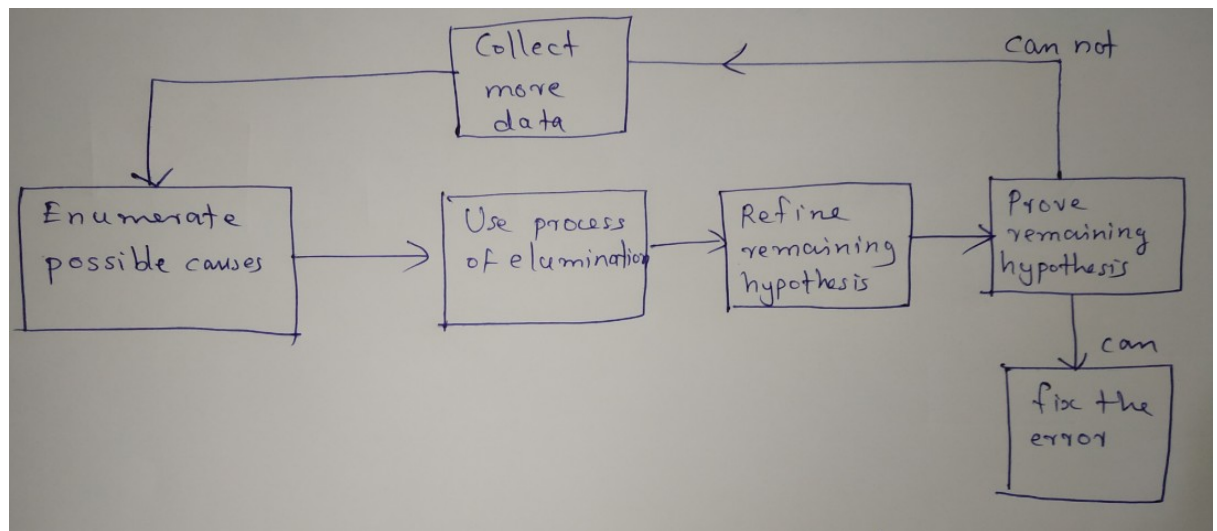 Collect
more
data
can not
Enumerate
possible causes
Use process
of elumination
Refine
remaining
hypothesis
Prove
remaining
hypothesis
can
fix the
error